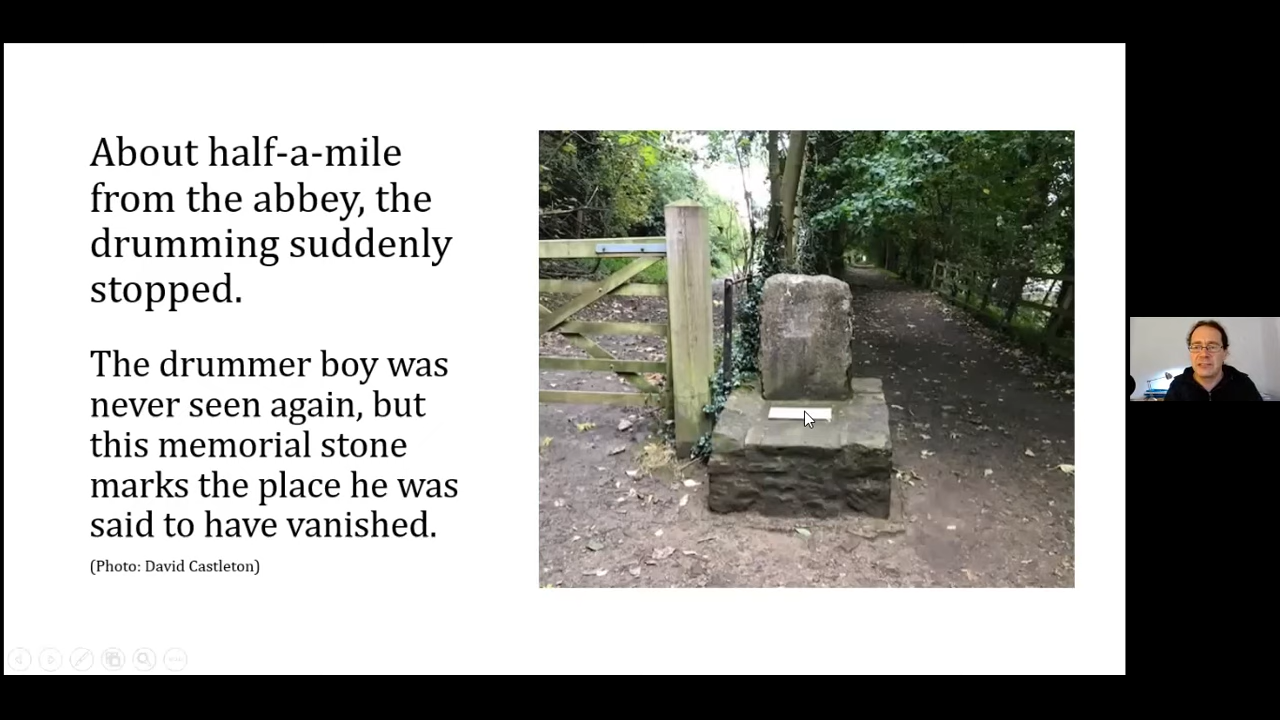 About half-a-mile
from the abbey, the
drumming suddenly
stopped.
The drummer boy was
never seen again, but
this memorial stone
marks the place he was
said to have vanished.
(Photo: David Castleton)